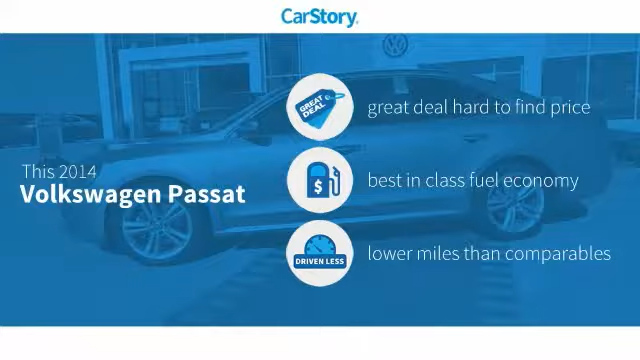 CarStory.
This 2014
Volkswagen Passat
GREAT
DEAL
great deal hard to find price
$
best in class fuel economy
DRIVEN LESS
lower miles than comparables